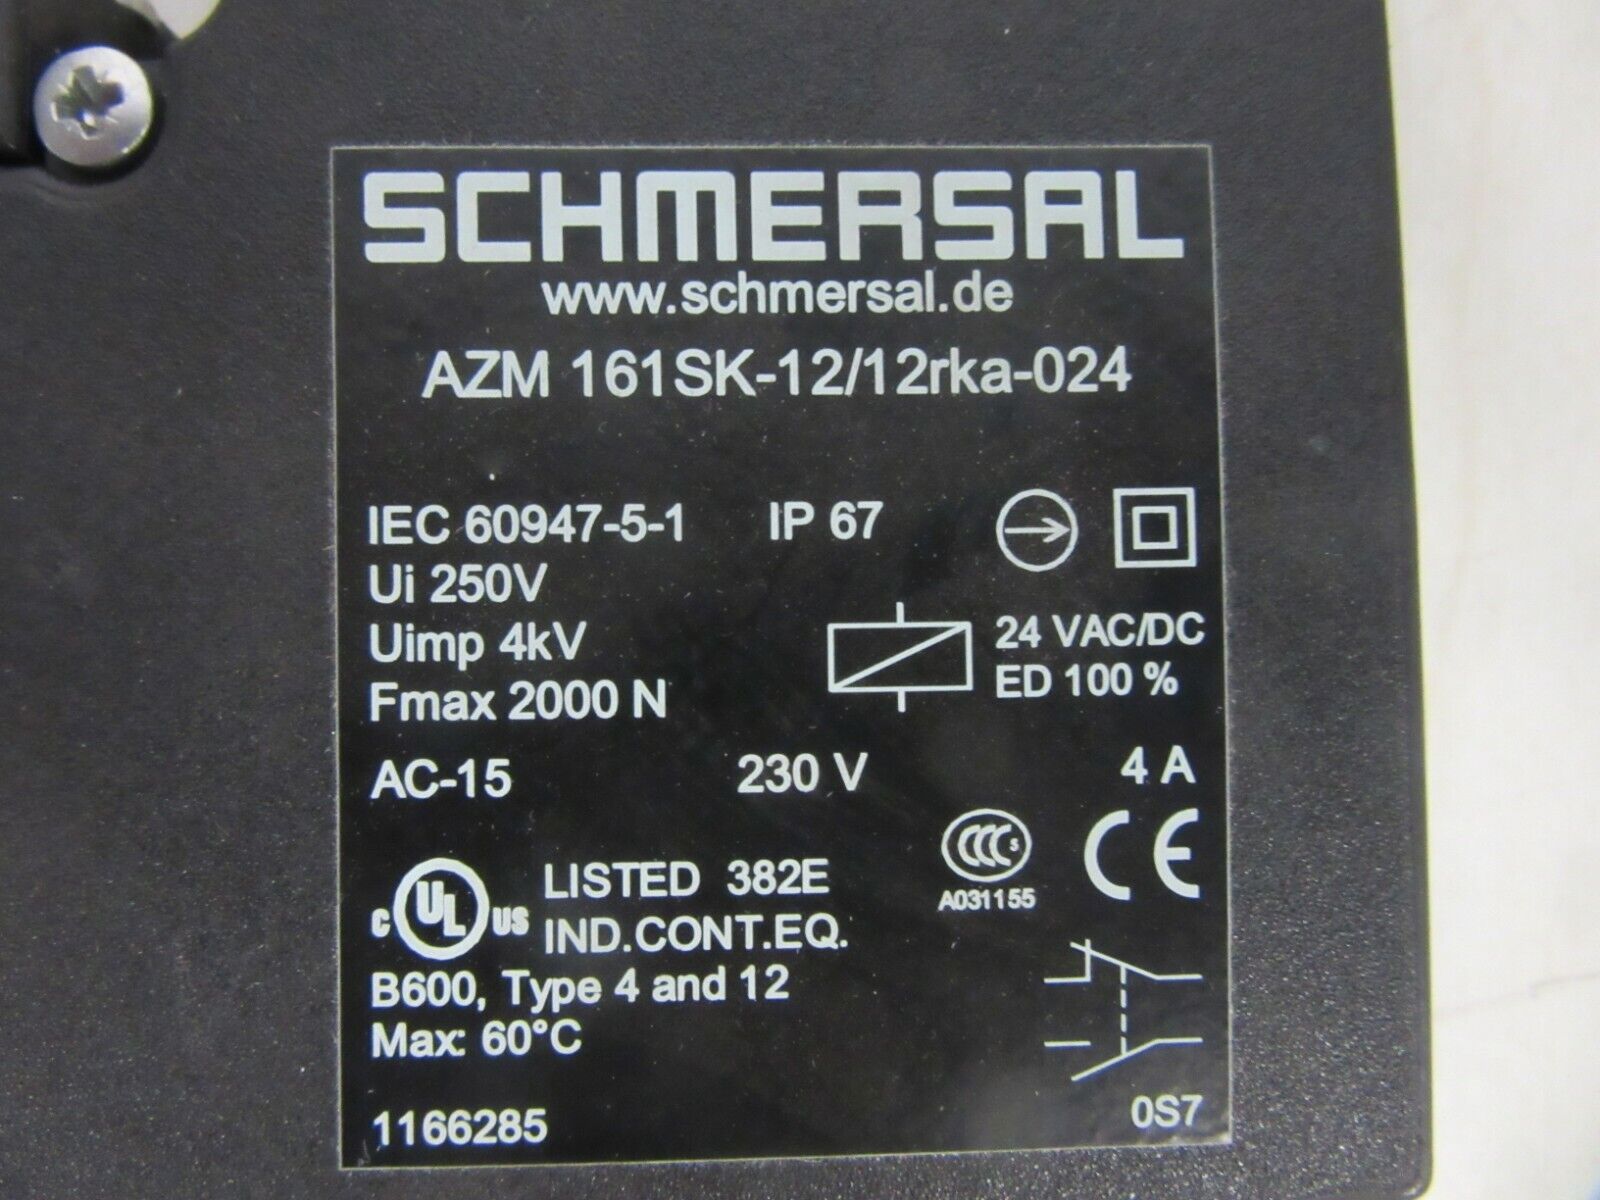 SCHMERSAL
www.schmersal.de
AZM 161SK-12/12rka-024
IEC 60947-5-1 IP 67
Ui 250V
Uimp 4kV
Fmax 2000 N
24 VAC/DC
ED 100 %
AC-15 230 V 4 A
CCC S
A031155
CE
C UL US LISTED 382E
IND.CONT.EQ.
B600, Type 4 and 12
Max: 60°C
1166285
0S7